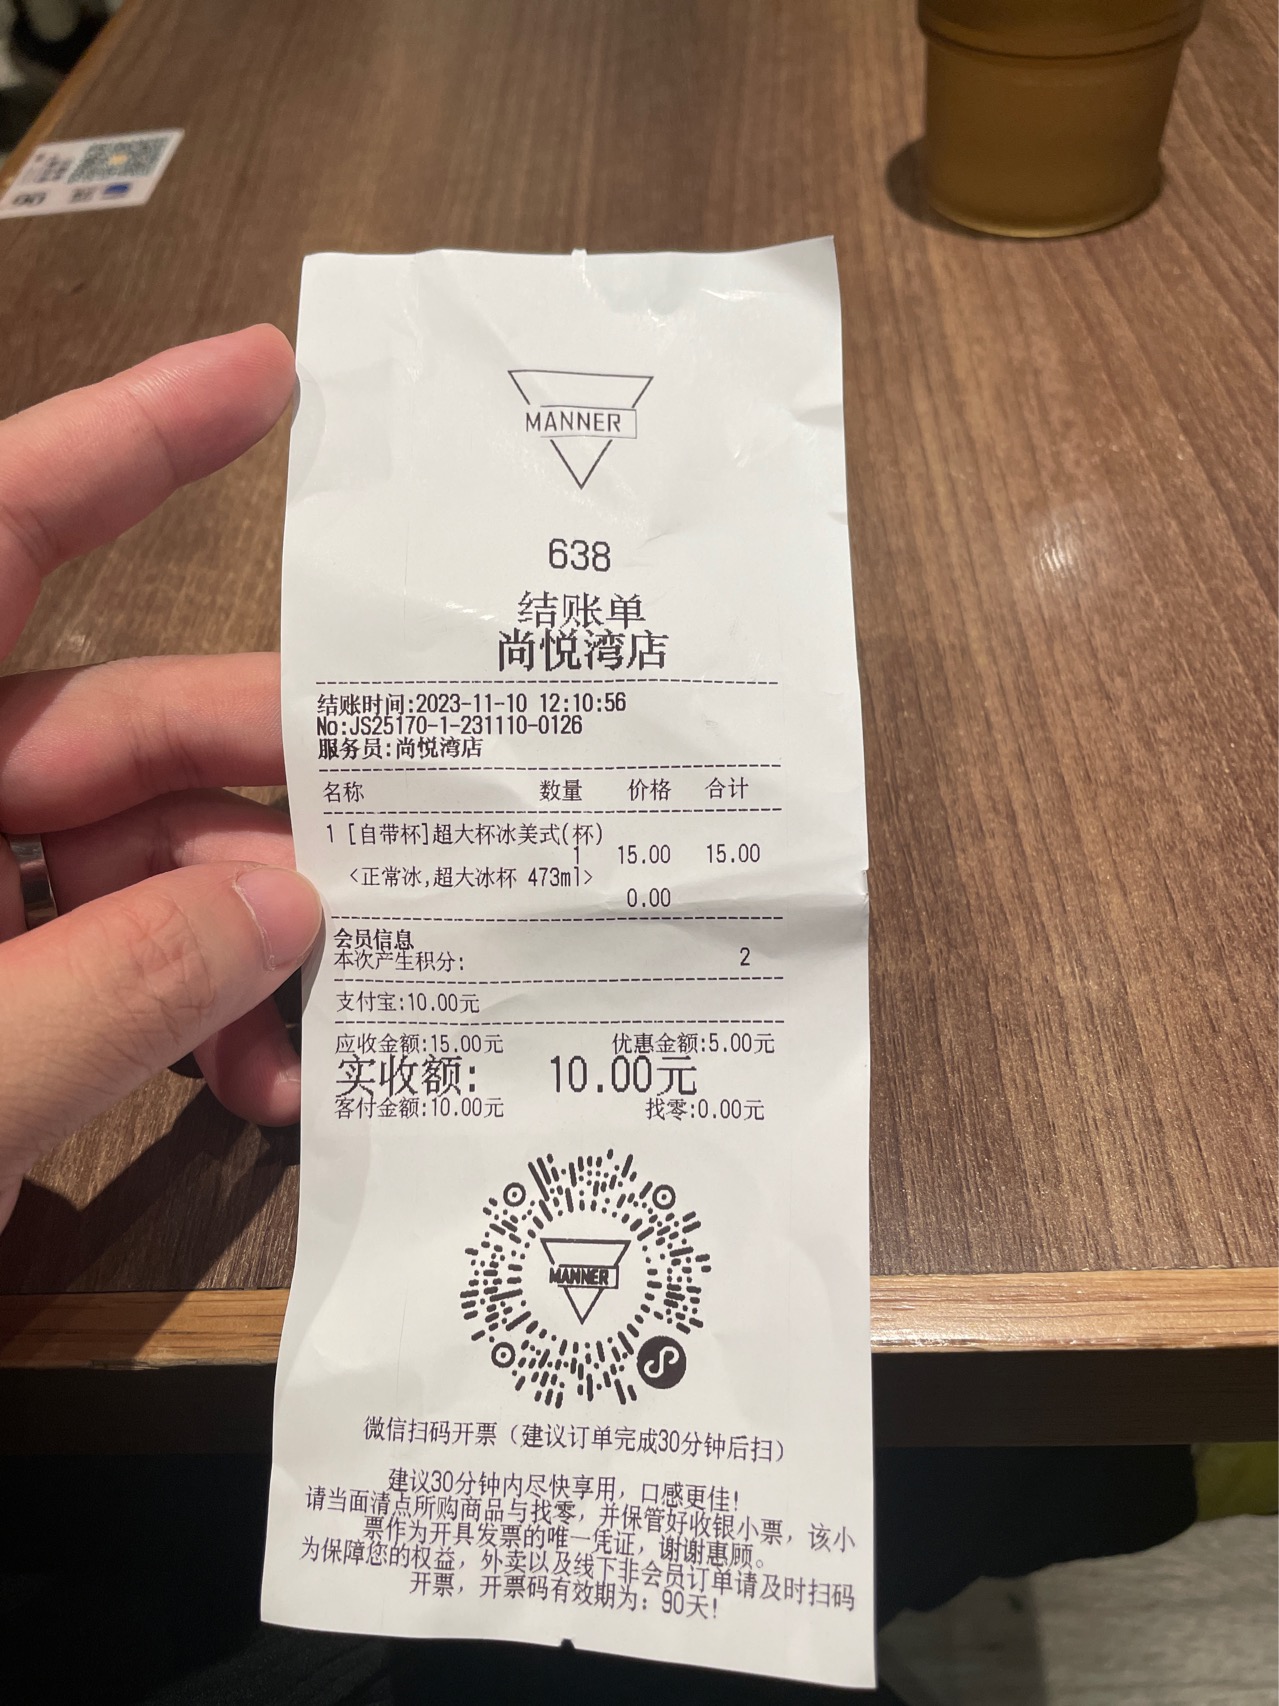 MANNER
638
结账单
尚悦湾店
结账时间:2023-11-10 12:10:56
No:JS25170-1-231110-0126
服务员:尚悦湾店
名称 数量 价格 合计
1 [自带杯]超大杯冰美式(杯)
1 15.00 15.00
<正常冰,超大冰杯 473ml>
0.00
会员信息
本次产生积分: 2
支付宝:10.00元
应收金额:15.00元 优惠金额:5.00元
实收额: 10.00元
客付金额:10.00元 找零:0.00元
MANNER
微信扫码开票（建议订单完成30分钟后扫）
建议30分钟内尽快享用，口感更佳!
请当面清点所购商品与找零，并保管好收银小票，该小
票作为开具发票的唯一凭证，谢谢惠顾。
为保障您的权益，外卖以及线下非会员订单请及时扫码
开票，开票码有效期为：90天!